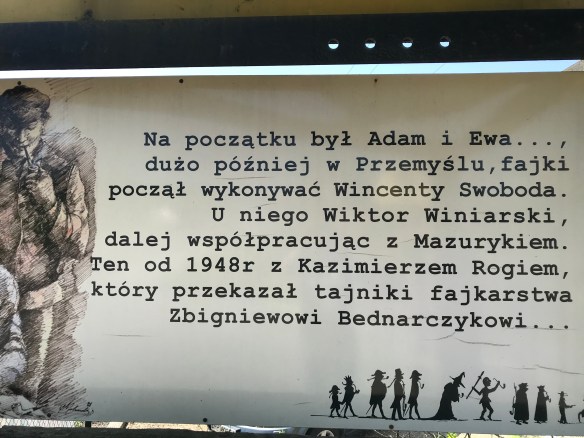 Na początku był Adam i Ewa...,
dużo później w Przemyślu,fajki
począł wykonywać Wincenty Swoboda.
U niego Wiktor Winiarski,
dalej współpracując z Mazurykiem.
Ten od 1948r z Kazimierzem Rogiem,
który przekazał tajniki fajkarstwa
Zbigniewowi Bednarczykowi...